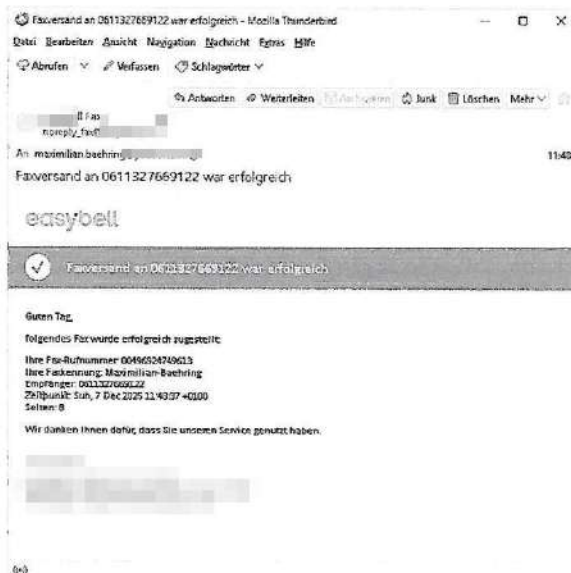 Faxversand an 0611327669122 war erfolgreich - Mozilla Thunderbird
Datei Bearbeiten Ansicht Navigation Nachricht Extras Hilfe
Abrufen Verfassen Schlagwörter
Antworten Weiterleiten Archivieren Junk Löschen Mehr
Fax
noreply_fax@
An maximilian.baehring@
11:43
Faxversand an 0611327669122 war erfolgreich
easybell
Faxversand an 0611327669122 war erfolgreich
Guten Tag,
folgendes Fax wurde erfolgreich zugestellt:
Ihre Fax-Rufnummer: 00496924749613
Ihre Faxkennung: Maximilian-Baehring
Empfänger: 0611327669122
Zeitpunkt: Sun, 7 Dec 2025 11:43:37 +0100
Seiten: 8
Wir danken Ihnen dafür, dass Sie unseren Service genutzt haben.